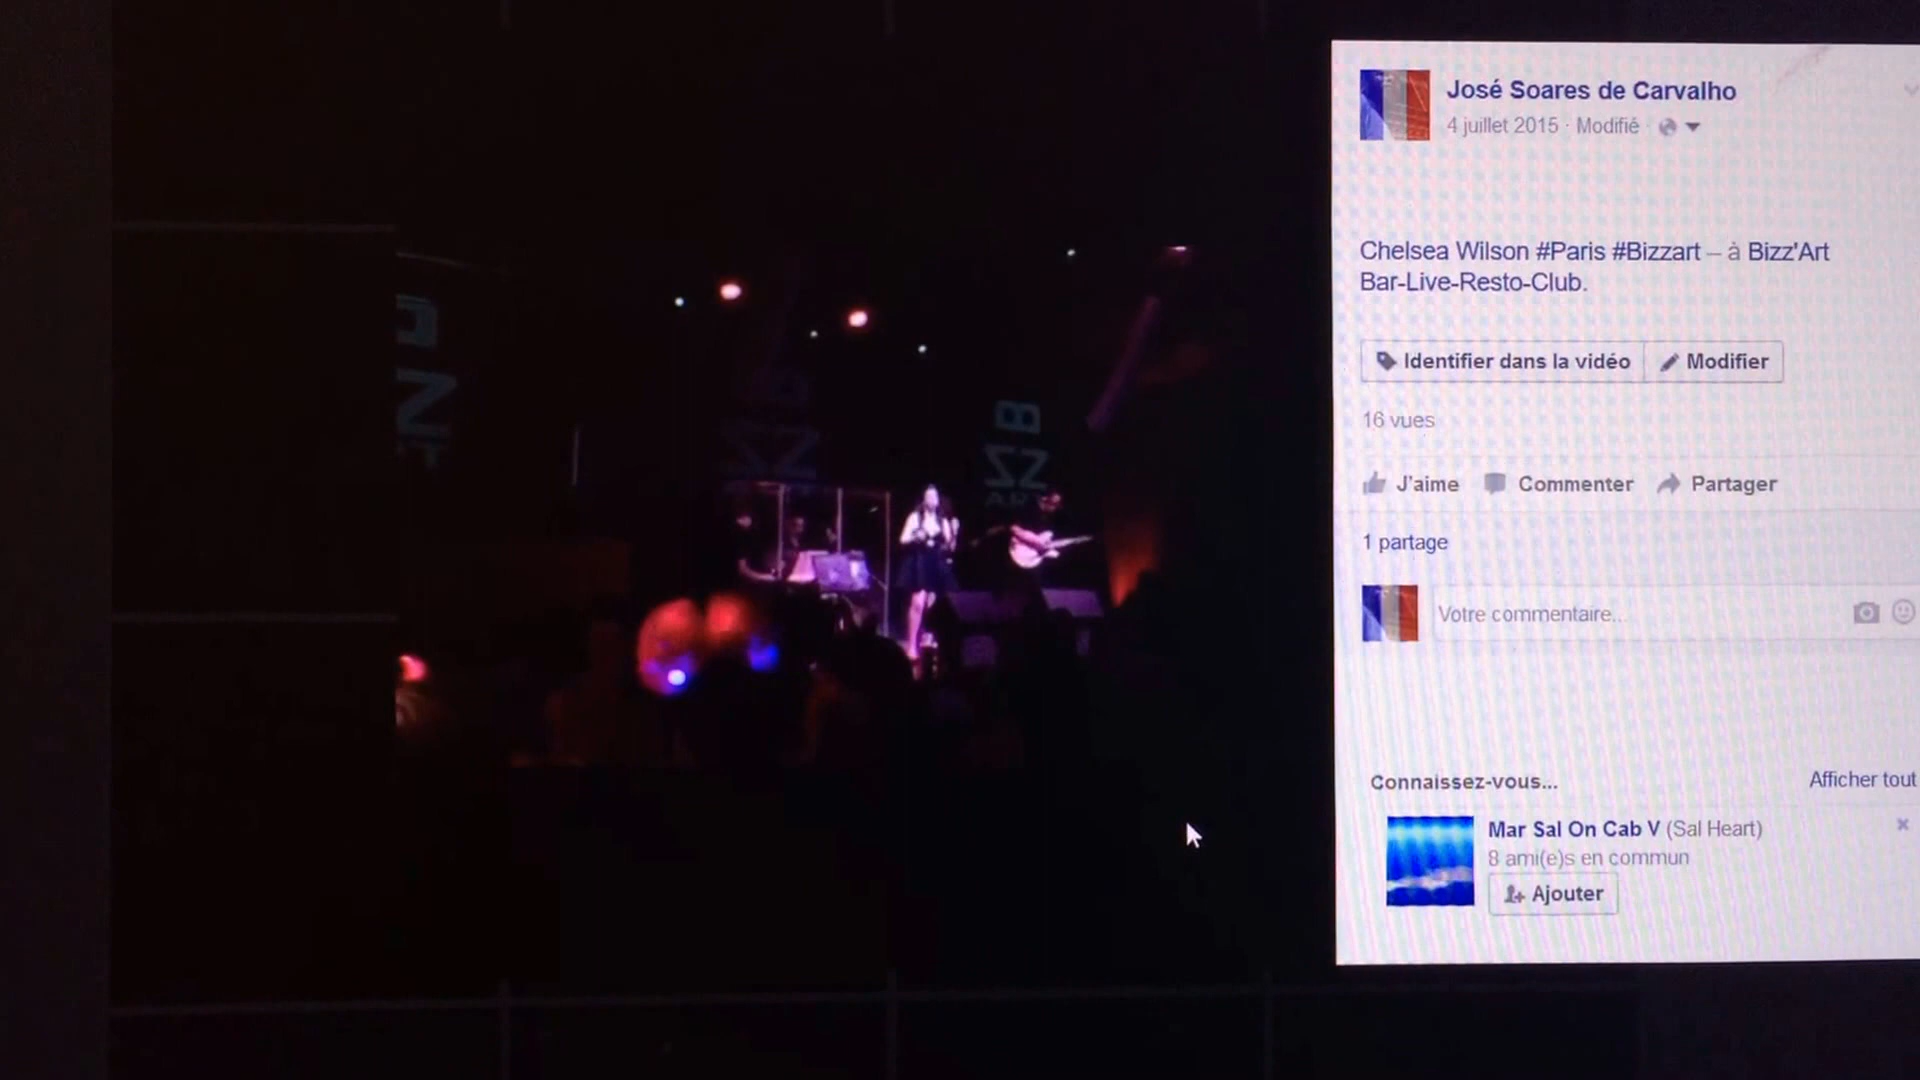 José Soares de Carvalho
4 juillet 2015 · Modifié ·
Chelsea Wilson #Paris #Bizzart – à Bizz'Art
Bar-Live-Resto-Club.
Identifier dans la vidéo
Modifier
16 vues
J'aime
Commenter
Partager
1 partage
Votre commentaire...
Connaissez-vous...
Afficher tout
Mar Sal On Cab V (Sal Heart)
8 ami(e)s en commun
Ajouter
B
ZZ
ART